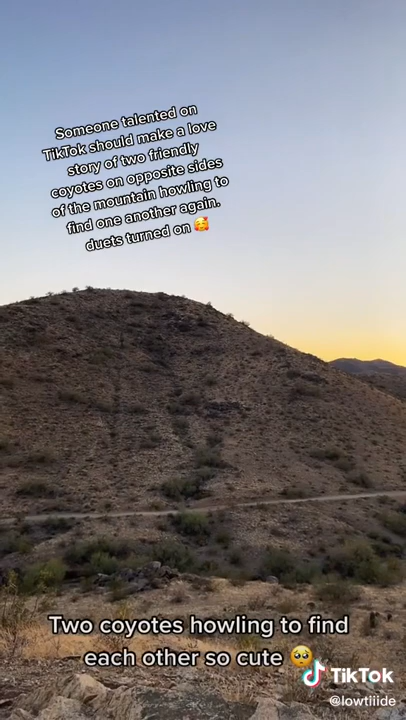 Someone talented on
TikTok should make a love
story of two friendly
coyotes on opposite sides
of the mountain howling to
find one another again.
duets turned on 🥰
Two coyotes howling to find
each other so cute 🥺
TikTok
@lowtiiide